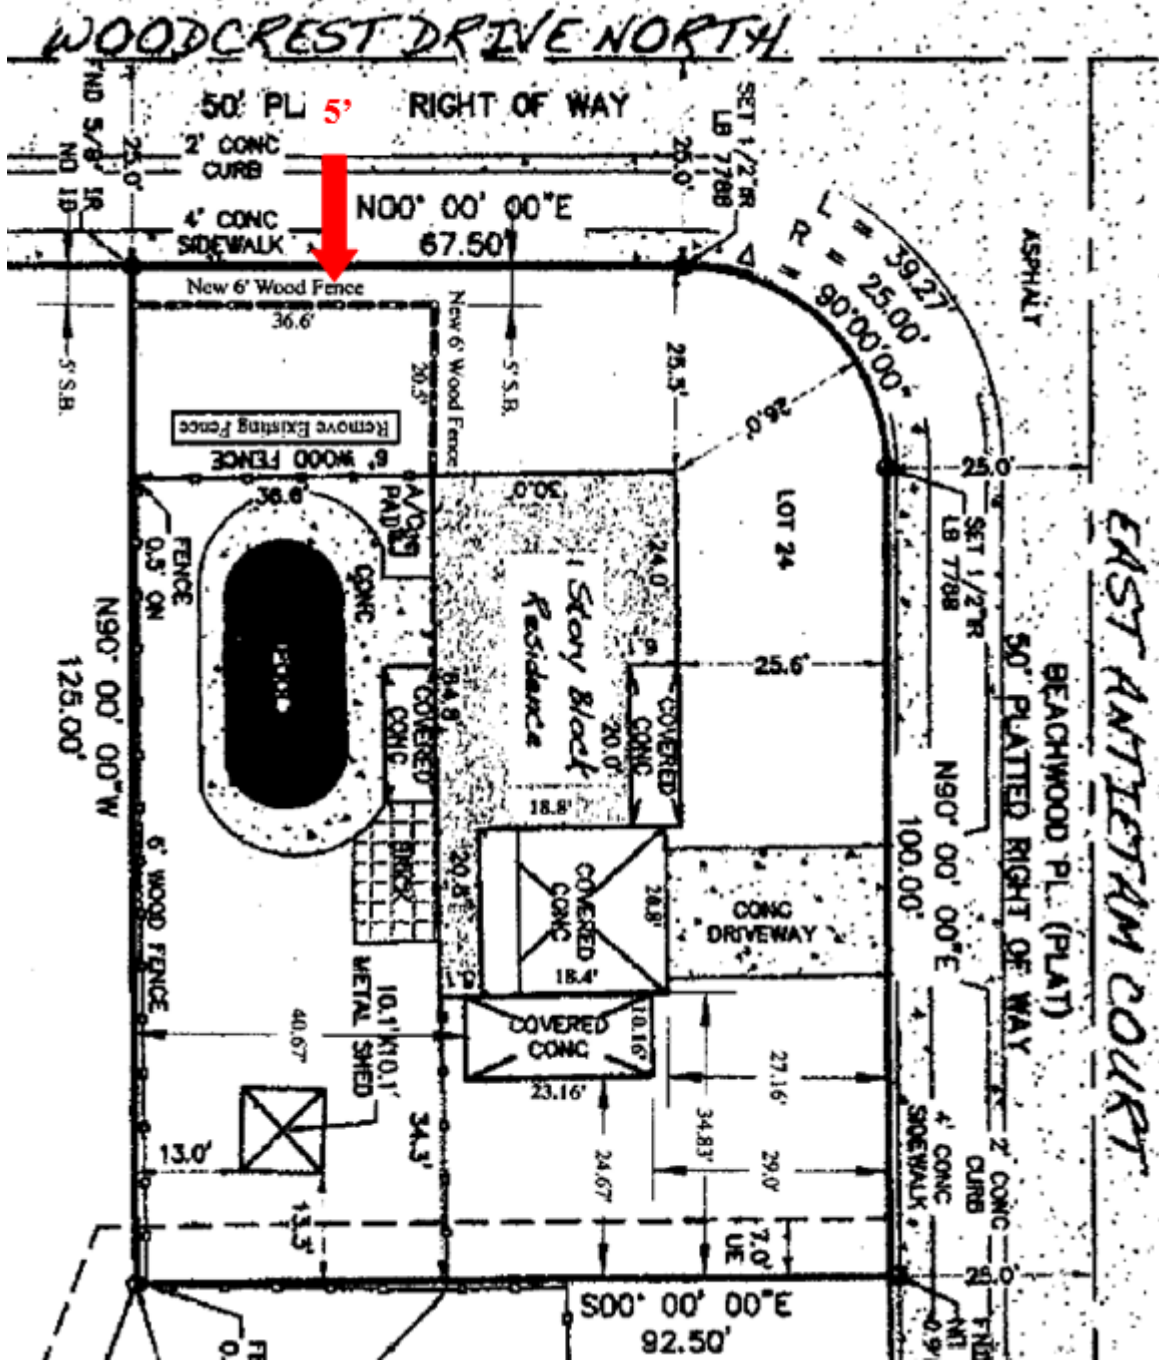 WOODCREST DRIVE NORTH
50' PL 5' RIGHT OF WAY
2' CONC
CURB
25.0'
25.0'
FND 5/8" IR
NO ID
SET 1/2"IR
LB 7788
4' CONC
SIDEWALK
N00° 00' 00"E
67.50'
L = 39.27'
R = 25.00'
Δ = 90°00'00"
ASPHALT
New 6' Wood Fence
36.6'
New 6' Wood Fence
20.5'
5' S.B.
5' S.B.
25.5'
26.0'
Remove Existing Fence
6' WOOD FENCE
36.6'
30.0'
A/C
PAD
LOT 24
25.0'
SET 1/2"IR
LB 7788
FENCE
0.5' ON
CONC
POOL
1 Story Block
Residence
24.0'
25.6'
N90° 00' 00"W
125.00'
COVERED
CONC
64.8'
20.0'
COVERED
CONC
18.8'
EAST ANTIETAM COURT
BEACHWOOD PL. (PLAT)
50' PLATTED RIGHT OF WAY
N90° 00' 00"E
100.00'
BRICK
20.8'
COVERED
CONC
20.8'
18.4'
CONC
DRIVEWAY
6' WOOD FENCE
10.1'X10.1'
METAL SHED
40.67'
COVERED
CONC
10.16'
23.16'
27.16'
34.83'
24.67'
29.0'
34.3'
13.0'
13.3'
7.0'
UE
4' CONC
SIDEWALK
2' CONC
CURB
25.0'
S00° 00' 00"E
92.50'